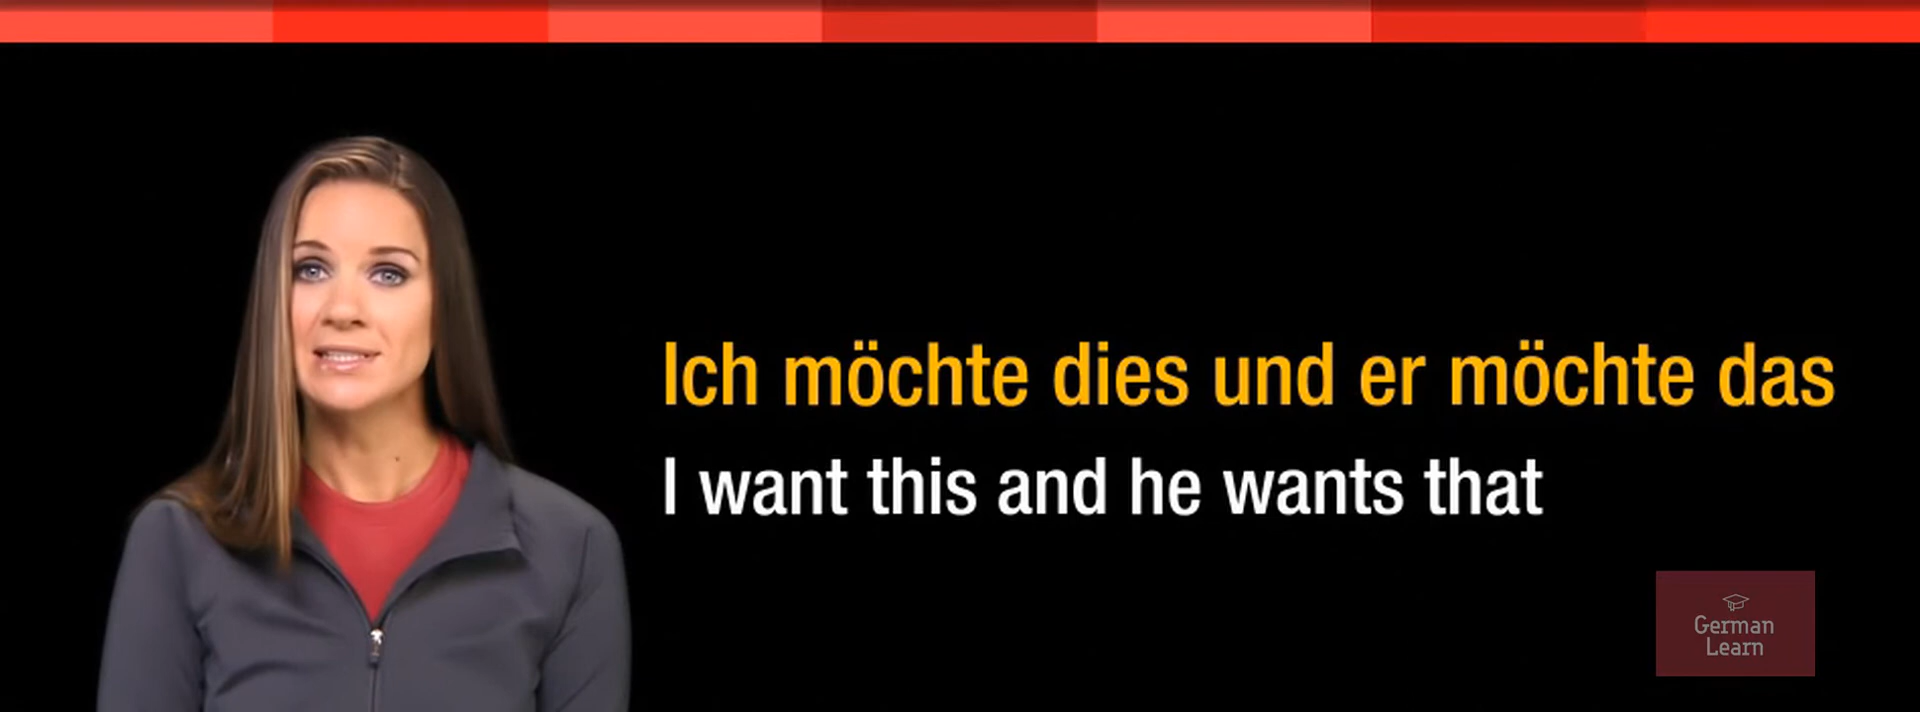 Ich möchte dies und er möchte das
I want this and he wants that
German
Learn